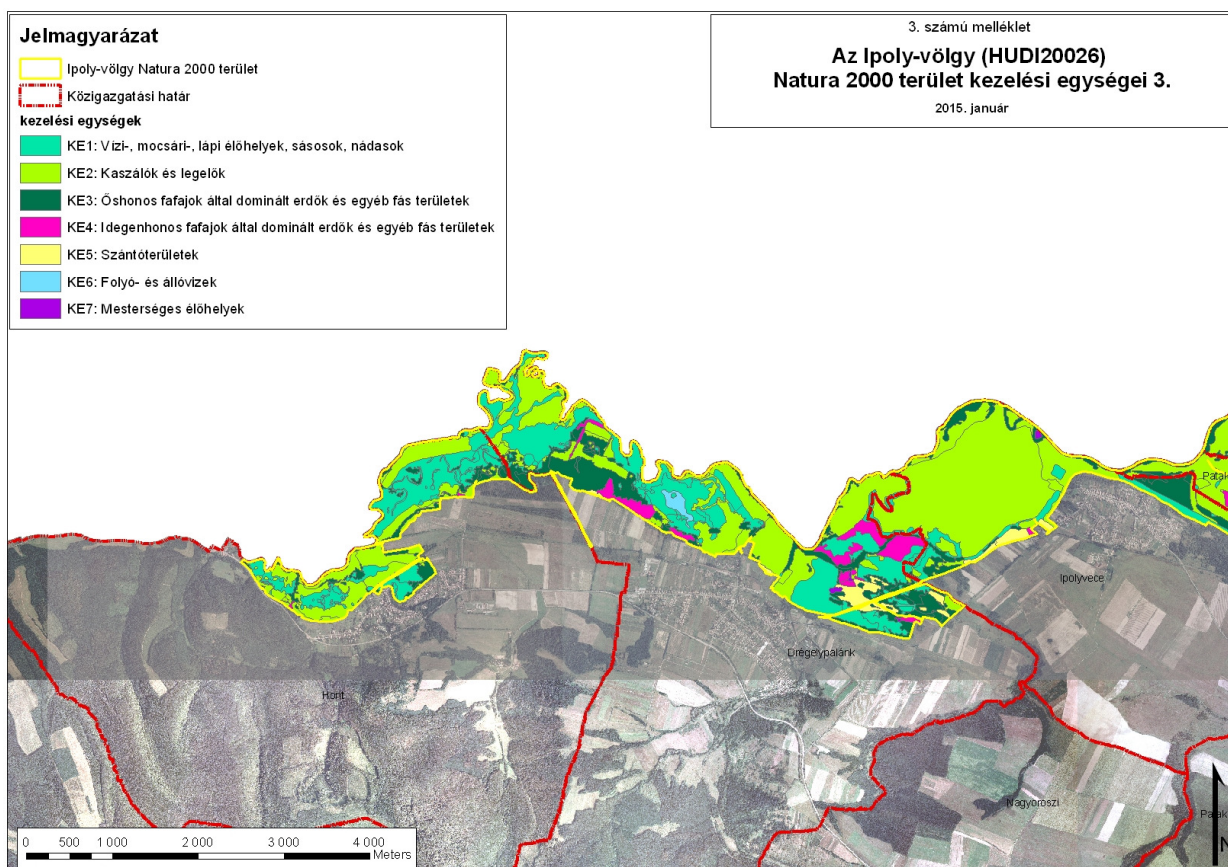 Jelmagyarázat
Ipoly-völgy Natura 2000 terület
Közigazgatási határ
kezelési egységek
KE1: Vízi-, mocsári-, lápi élőhelyek, sásosok, nádasok
KE2: Kaszálók és legelők
KE3: Őshonos fafajok által dominált erdők és egyéb fás területek
KE4: Idegenhonos fafajok által dominált erdők és egyéb fás területek
KE5: Szántóterületek
KE6: Folyó- és állóvizek
KE7: Mesterséges élőhelyek
3. számú melléklet
Az Ipoly-völgy (HUDI20026)
Natura 2000 terület kezelési egységei 3.
2015. január
Patak
Ipolyvece
Drégelypalánk
Hont
Nagyoroszi
Patak
0 500 1 000 2 000 3 000 4 000
Meters
N